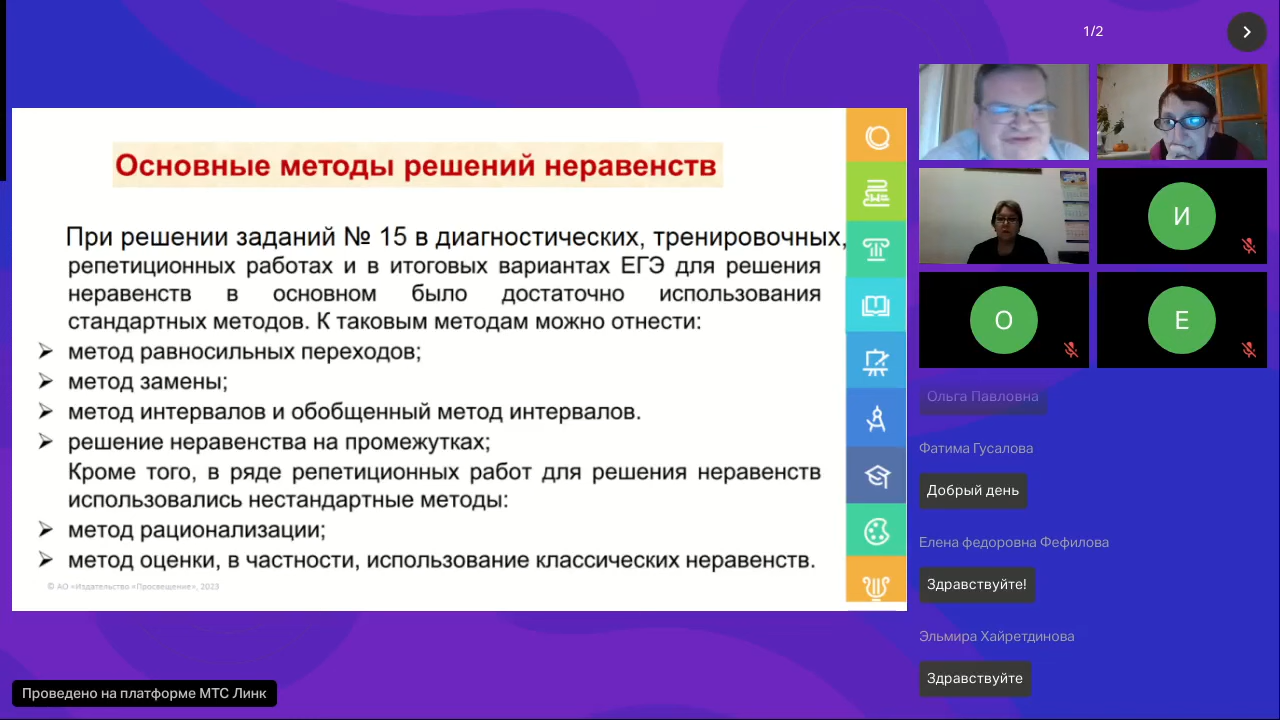 1/2
Основные методы решений неравенств
При решении заданий № 15 в диагностических, тренировочных,
репетиционных работах и в итоговых вариантах ЕГЭ для решения
неравенств в основном было достаточно использования
стандартных методов. К таковым методам можно отнести:
➢ метод равносильных переходов;
➢ метод замены;
➢ метод интервалов и обобщенный метод интервалов.
➢ решение неравенства на промежутках;
Кроме того, в ряде репетиционных работ для решения неравенств
использовались нестандартные методы:
➢ метод рационализации;
➢ метод оценки, в частности, использование классических неравенств.
© АО «Издательство «Просвещение», 2023
И
О
Е
Ольга Павловна
Фатима Гусалова
Добрый день
Елена федоровна Фефилова
Здравствуйте!
Эльмира Хайретдинова
Здравствуйте
Проведено на платформе МТС Линк